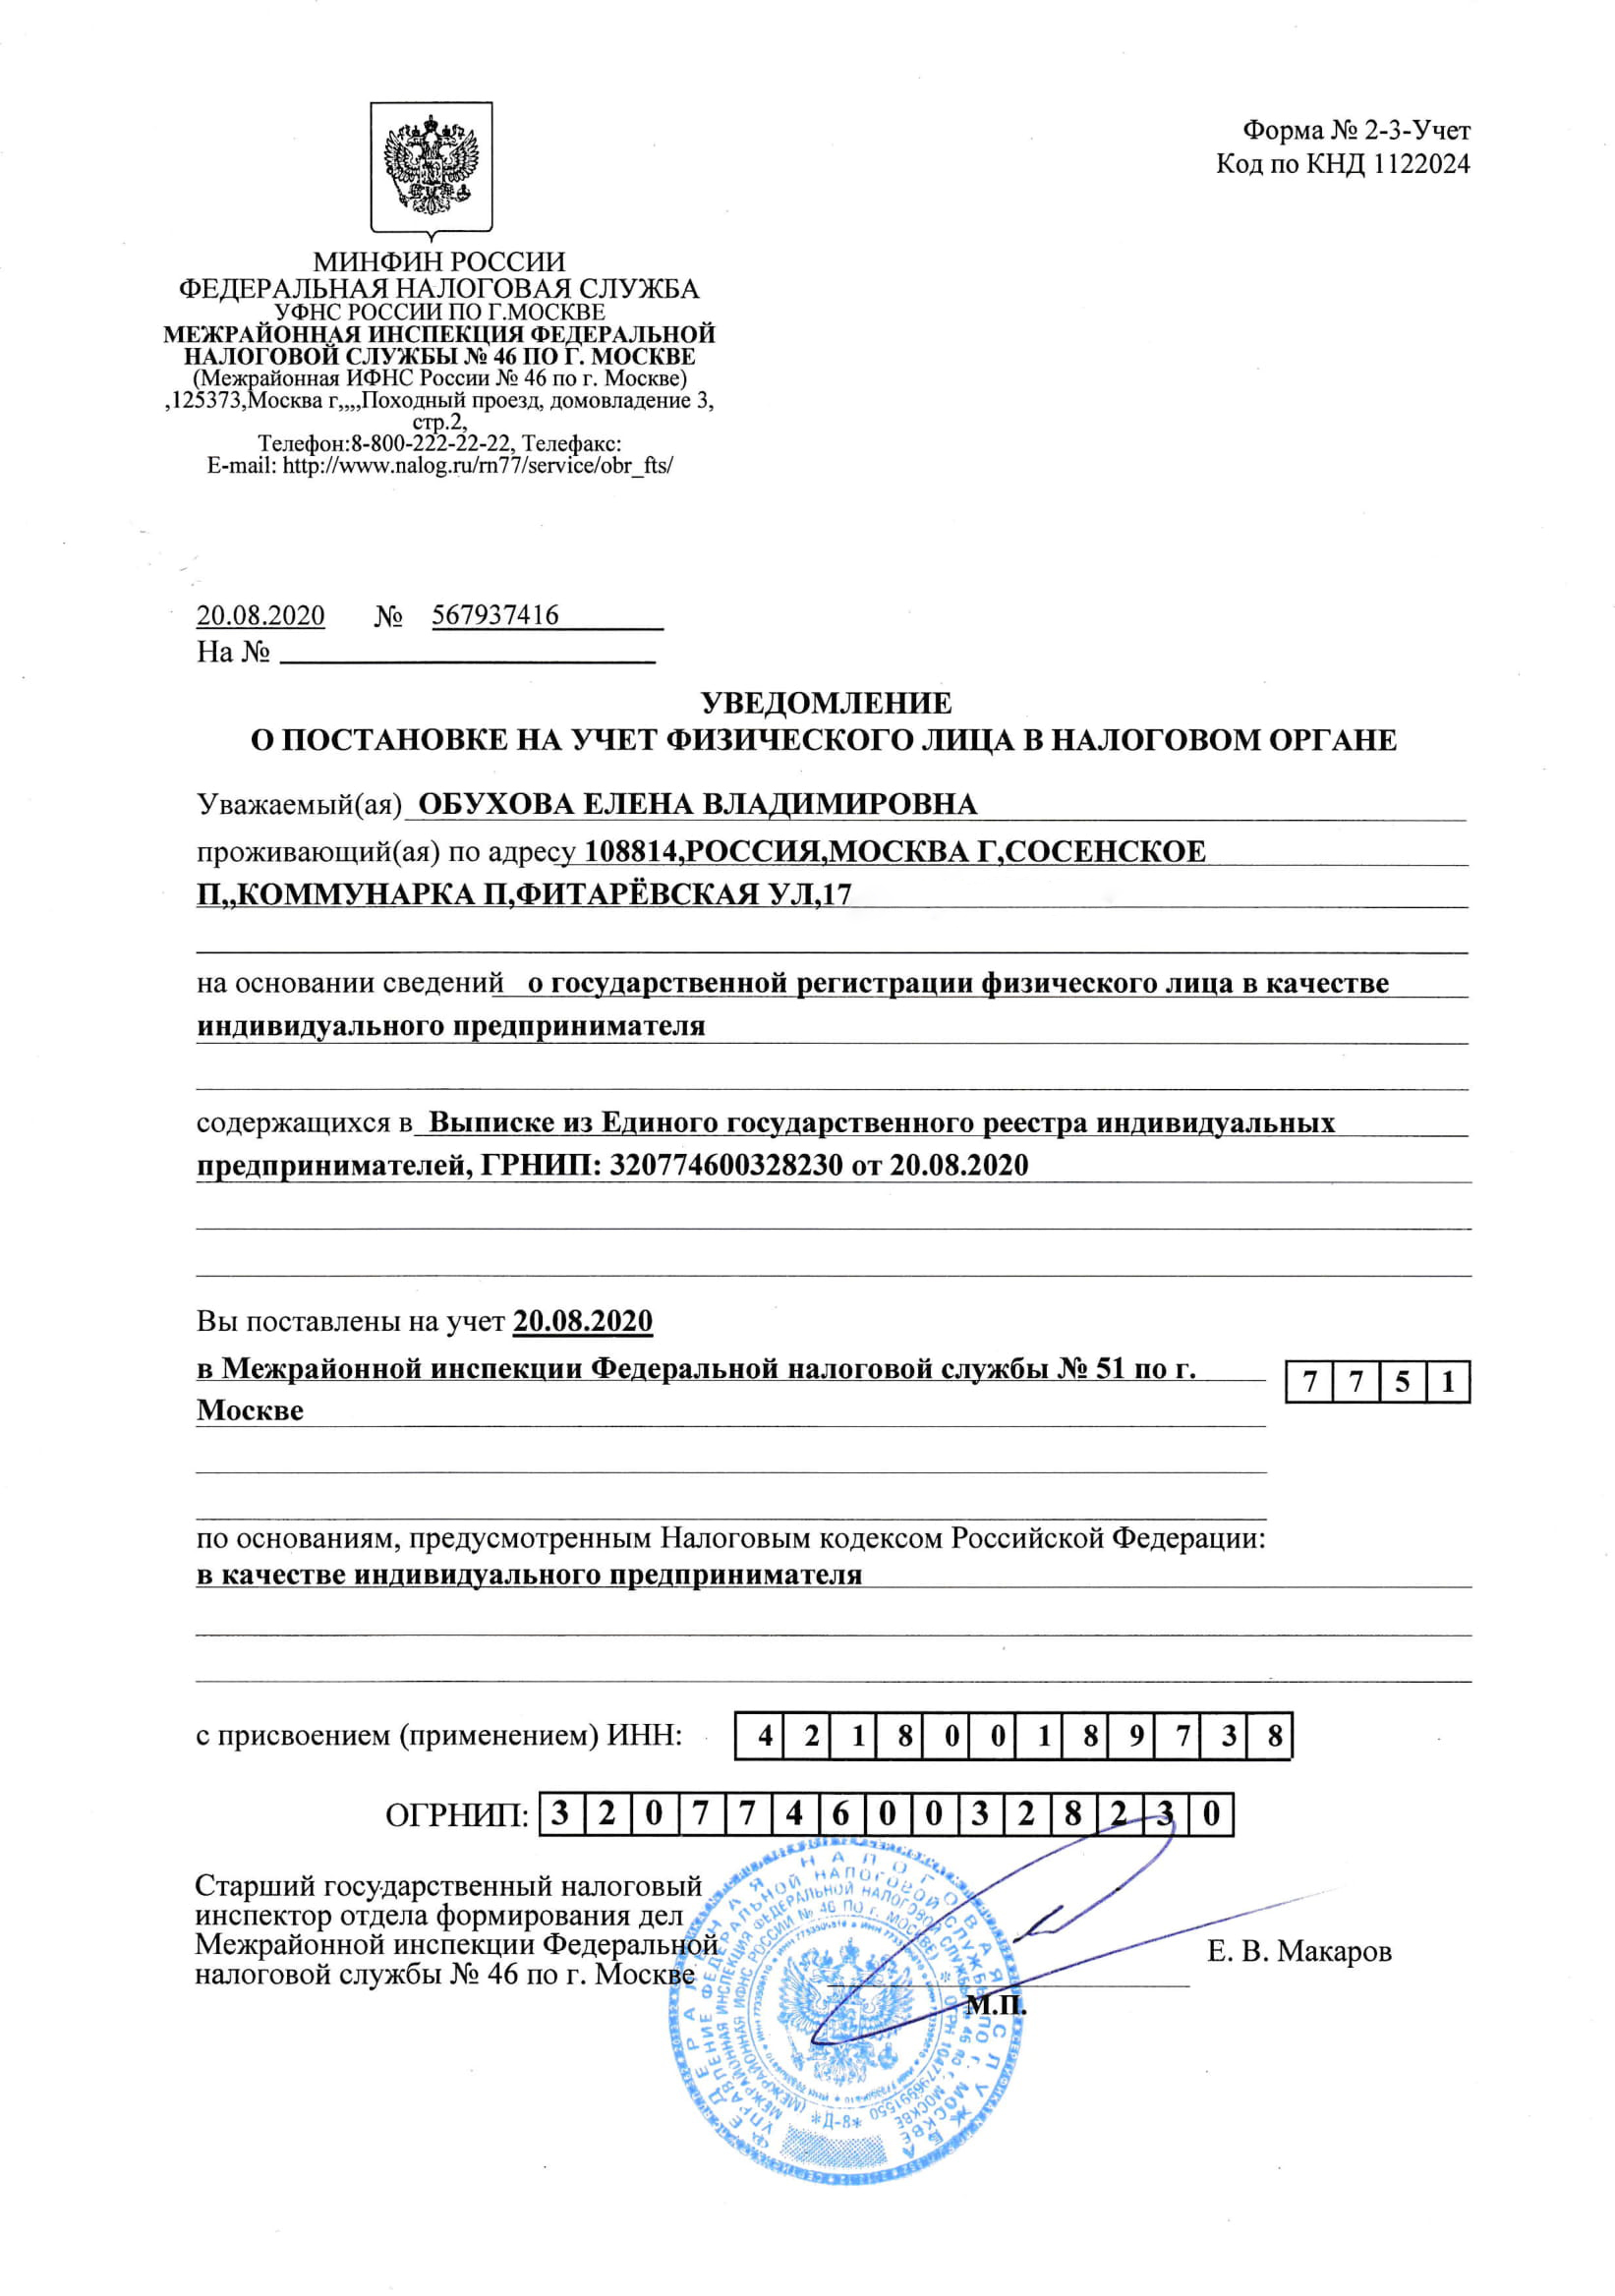 Форма № 2-3-Учет
Код по КНД 1122024
МИНФИН РОССИИ
ФЕДЕРАЛЬНАЯ НАЛОГОВАЯ СЛУЖБА
УФНС РОССИИ ПО Г.МОСКВЕ
МЕЖРАЙОННАЯ ИНСПЕКЦИЯ ФЕДЕРАЛЬНОЙ
НАЛОГОВОЙ СЛУЖБЫ № 46 ПО Г. МОСКВЕ
(Межрайонная ИФНС России № 46 по г. Москве)
,125373,Москва г,,,,Походный проезд, домовладение 3,
стр.2,
Телефон:8-800-222-22-22, Телефакс:
E-mail: http://www.nalog.ru/rn77/service/obr_fts/
20.08.2020 № 567937416
На №
УВЕДОМЛЕНИЕ
О ПОСТАНОВКЕ НА УЧЕТ ФИЗИЧЕСКОГО ЛИЦА В НАЛОГОВОМ ОРГАНЕ
Уважаемый(ая) ОБУХОВА ЕЛЕНА ВЛАДИМИРОВНА
проживающий(ая) по адресу 108814,РОССИЯ,МОСКВА Г,СОСЕНСКОЕ
П,,КОММУНАРКА П,ФИТАРЁВСКАЯ УЛ,17
на основании сведений о государственной регистрации физического лица в качестве
индивидуального предпринимателя
содержащихся в Выписке из Единого государственного реестра индивидуальных
предпринимателей, ГРНИП: 320774600328230 от 20.08.2020
Вы поставлены на учет 20.08.2020
в Межрайонной инспекции Федеральной налоговой службы № 51 по г.
Москве
7 7 5 1
по основаниям, предусмотренным Налоговым кодексом Российской Федерации:
в качестве индивидуального предпринимателя
с присвоением (применением) ИНН: 4 2 1 8 0 0 1 8 9 7 3 8
ОГРНИП: 3 2 0 7 7 4 6 0 0 3 2 8 2 3 0
Старший государственный налоговый
инспектор отдела формирования дел
Межрайонной инспекции Федеральной
налоговой службы № 46 по г. Москве
Е. В. Макаров
М.П.
ФЕДЕРАЛЬНАЯ НАЛОГОВАЯ СЛУЖБА
УПРАВЛЕНИЕ ФЕДЕРАЛЬНОЙ НАЛОГОВОЙ СЛУЖБЫ ПО Г. МОСКВЕ
МЕЖРАЙОННАЯ ИНСПЕКЦИЯ ФЕДЕРАЛЬНОЙ НАЛОГОВОЙ СЛУЖБЫ № 46 ПО Г. МОСКВЕ
(МЕЖРАЙОННАЯ ИФНС РОССИИ № 46 ПО Г. МОСКВЕ) * ОГРН 1047796991550
*Д-8*